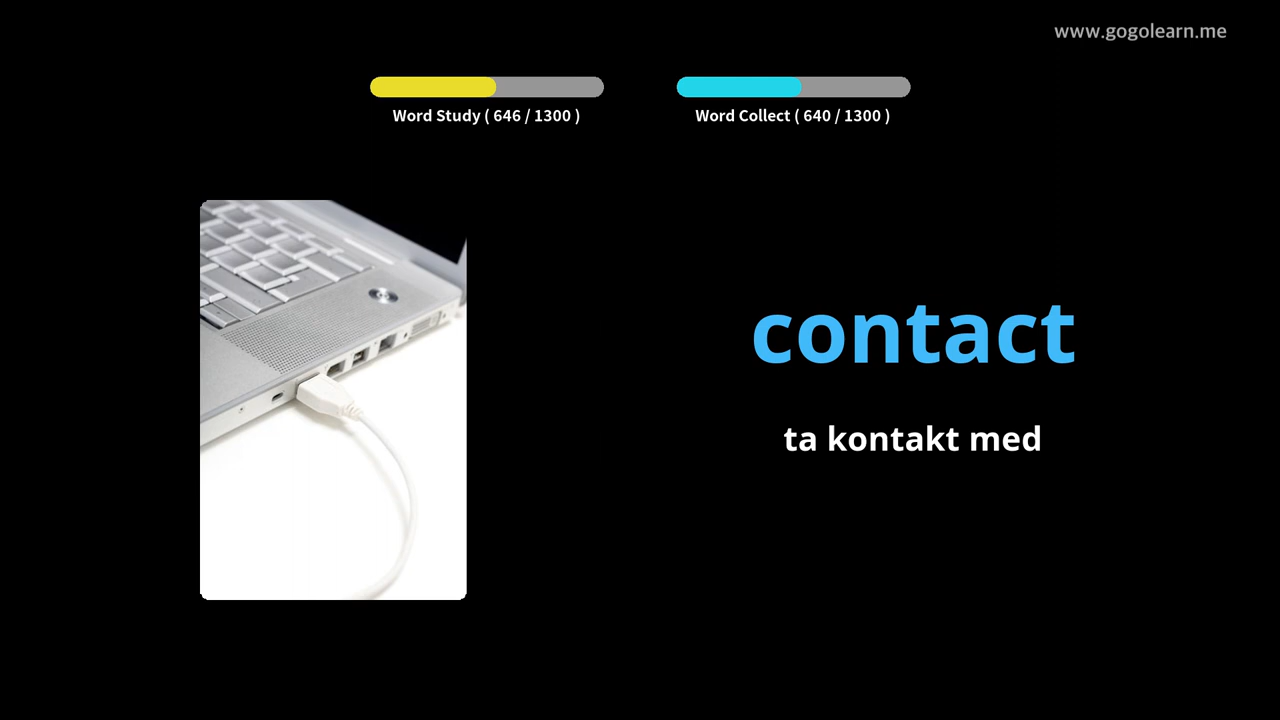 www.gogolearn.me
Word Study ( 646 / 1300 )
Word Collect ( 640 / 1300 )
contact
ta kontakt med